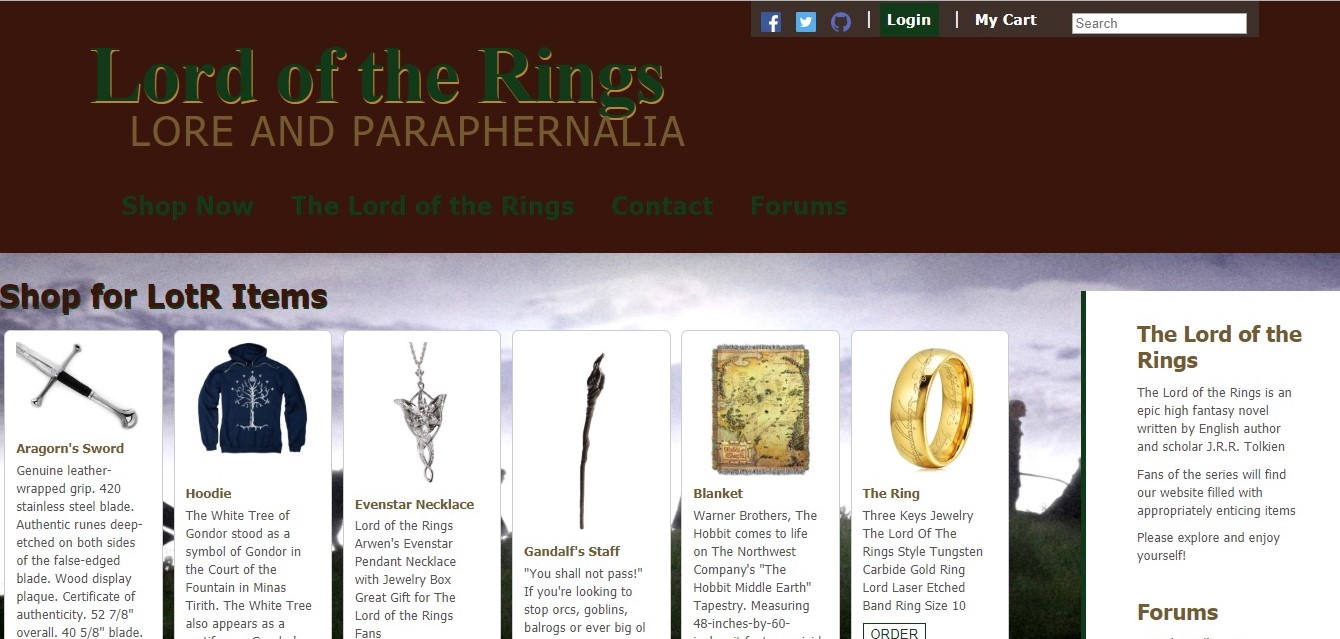 Login
My Cart
Search
Lord of the Rings
LORE AND PARAPHERNALIA
Shop Now The Lord of the Rings Contact Forums
Shop for LotR Items
Aragorn's Sword
Genuine leather-
wrapped grip. 420
stainless steel blade.
Authentic runes deep-
etched on both sides
of the false-edged
blade. Wood display
plaque. Certificate of
authenticity. 52 7/8"
overall. 40 5/8" blade.
Hoodie
The White Tree of
Gondor stood as a
symbol of Gondor in
the Court of the
Fountain in Minas
Tirith. The White Tree
also appears as a
Evenstar Necklace
Lord of the Rings
Arwen's Evenstar
Pendant Necklace
with Jewelry Box
Great Gift for The
Lord of the Rings
Fans
Gandalf's Staff
"You shall not pass!"
If you're looking to
stop orcs, goblins,
balrogs or ever big ol
Blanket
Warner Brothers, The
Hobbit comes to life
on The Northwest
Company's "The
Hobbit Middle Earth"
Tapestry. Measuring
48-inches-by-60-
The Ring
Three Keys Jewelry
The Lord Of The
Rings Style Tungsten
Carbide Gold Ring
Lord Laser Etched
Band Ring Size 10
ORDER
The Lord of the
Rings
The Lord of the Rings is an
epic high fantasy novel
written by English author
and scholar J.R.R. Tolkien
Fans of the series will find
our website filled with
appropriately enticing items
Please explore and enjoy
yourself!
Forums